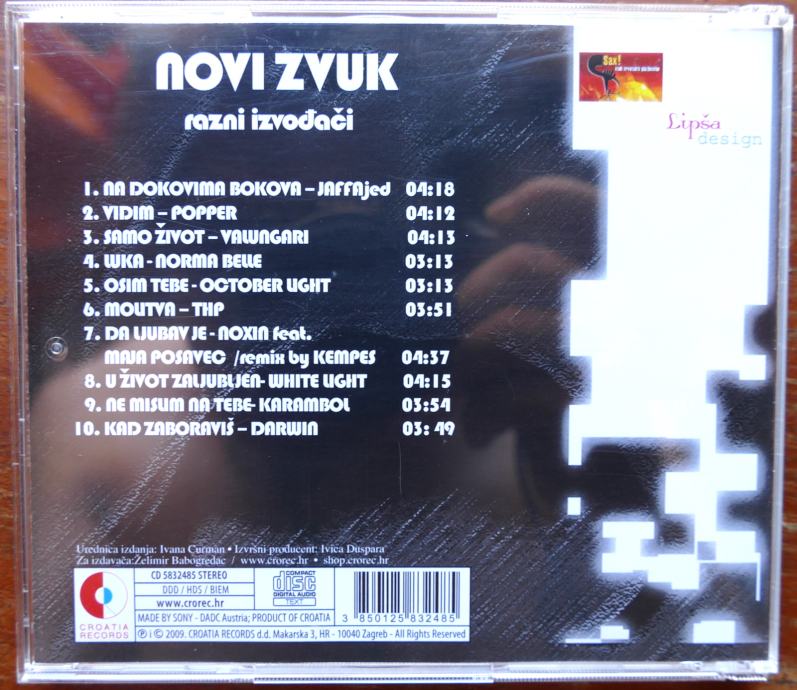 NOVI ZVUK
razni izvođači
Sax!
Lipša
design
1. NA DOKOVIMA BOKOVA – JAFFAjed 04:18
2. VIDIM – POPPER 04:12
3. SAMO ŽIVOT – VALUNGARI 04:13
4. LUKA - NORMA BELLE 03:13
5. OSIM TEBE - OCTOBER LIGHT 03:13
6. MOLITVA – THP 03:51
7. DA LJUBAV JE - NOXIN feat.
MAJA POSAVEC /remix by KEMPES 04:37
8. U ŽIVOT ZALJUBLJEN- WHITE LIGHT 04:15
9. NE MISLIM NA TEBE- KARAMBOL 03:54
10. KAD ZABORAVIŠ – DARWIN 03: 49
Urednica izdanja: Ivana Čurman • Izvršni producent: Ivica Duspara
Za izdavača:Želimir Babogredac / www.crorec.hr • shop.crorec.hr
CROATIA
RECORDS
CD 5832485 STEREO
DDD / HDS / BIEM
www.crorec.hr
COMPACT
disc
DIGITAL AUDIO
TEXT
MADE BY SONY - DADC Austria; PRODUCT OF CROATIA
Ⓟ i © 2009. CROATIA RECORDS d.d. Makarska 3, HR - 10040 Zagreb - All Rights Reserved
3 850125 832485